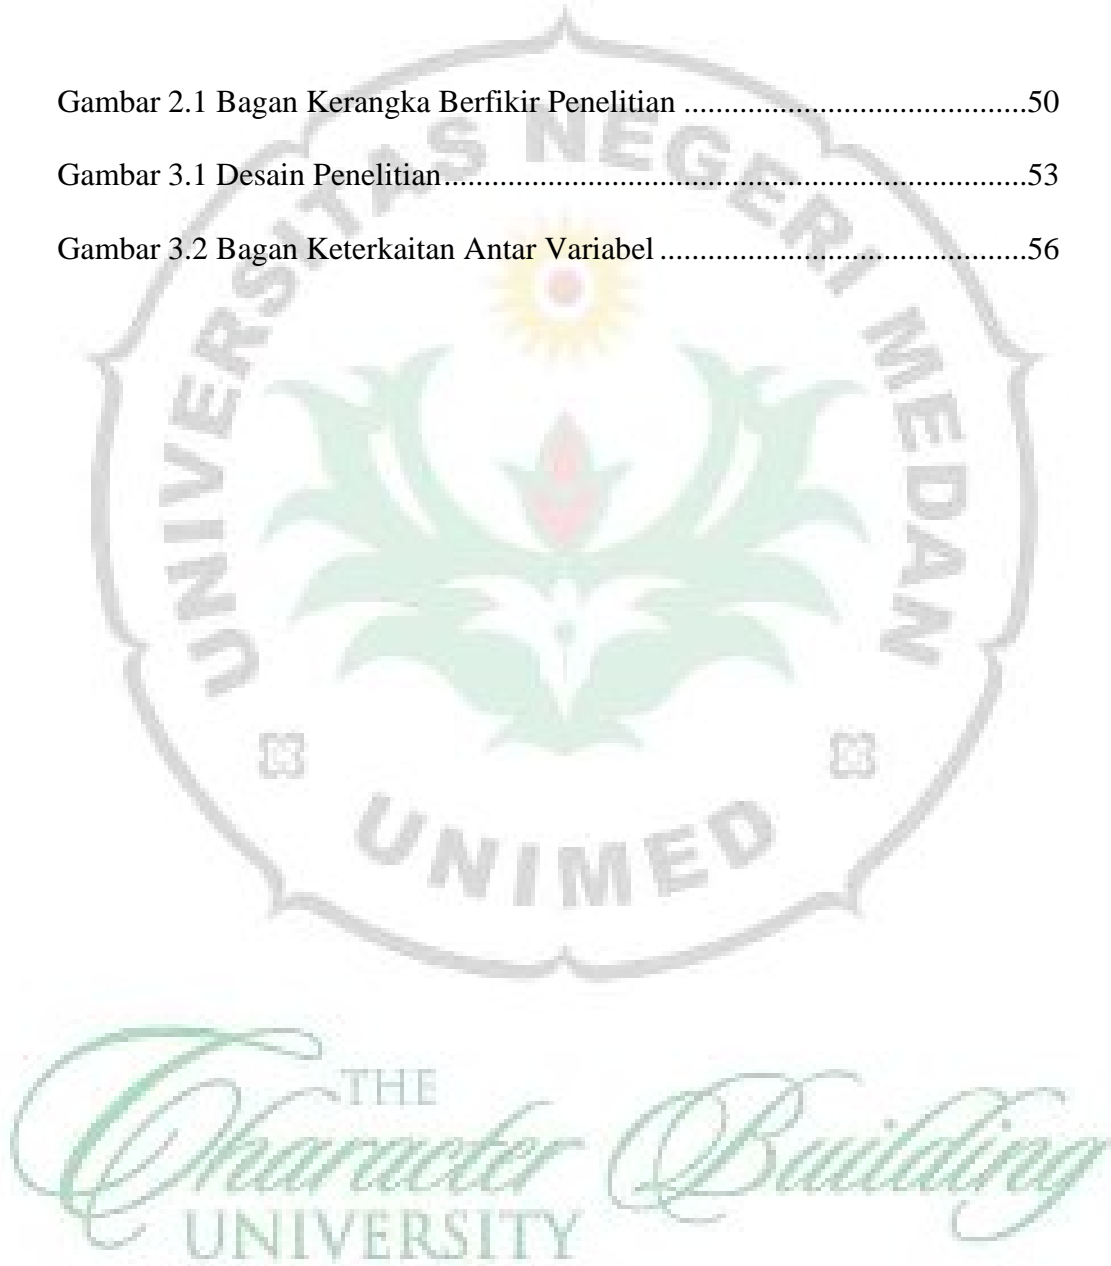 Gambar 2.1 Bagan Kerangka Berfikir Penelitian ...........................................50
Gambar 3.1 Desain Penelitian.........................................................................53
Gambar 3.2 Bagan Keterkaitan Antar Variabel ..............................................56
UNIVERSITAS NEGERI MEDAN
UNIMED
THE
Character Building
UNIVERSITY